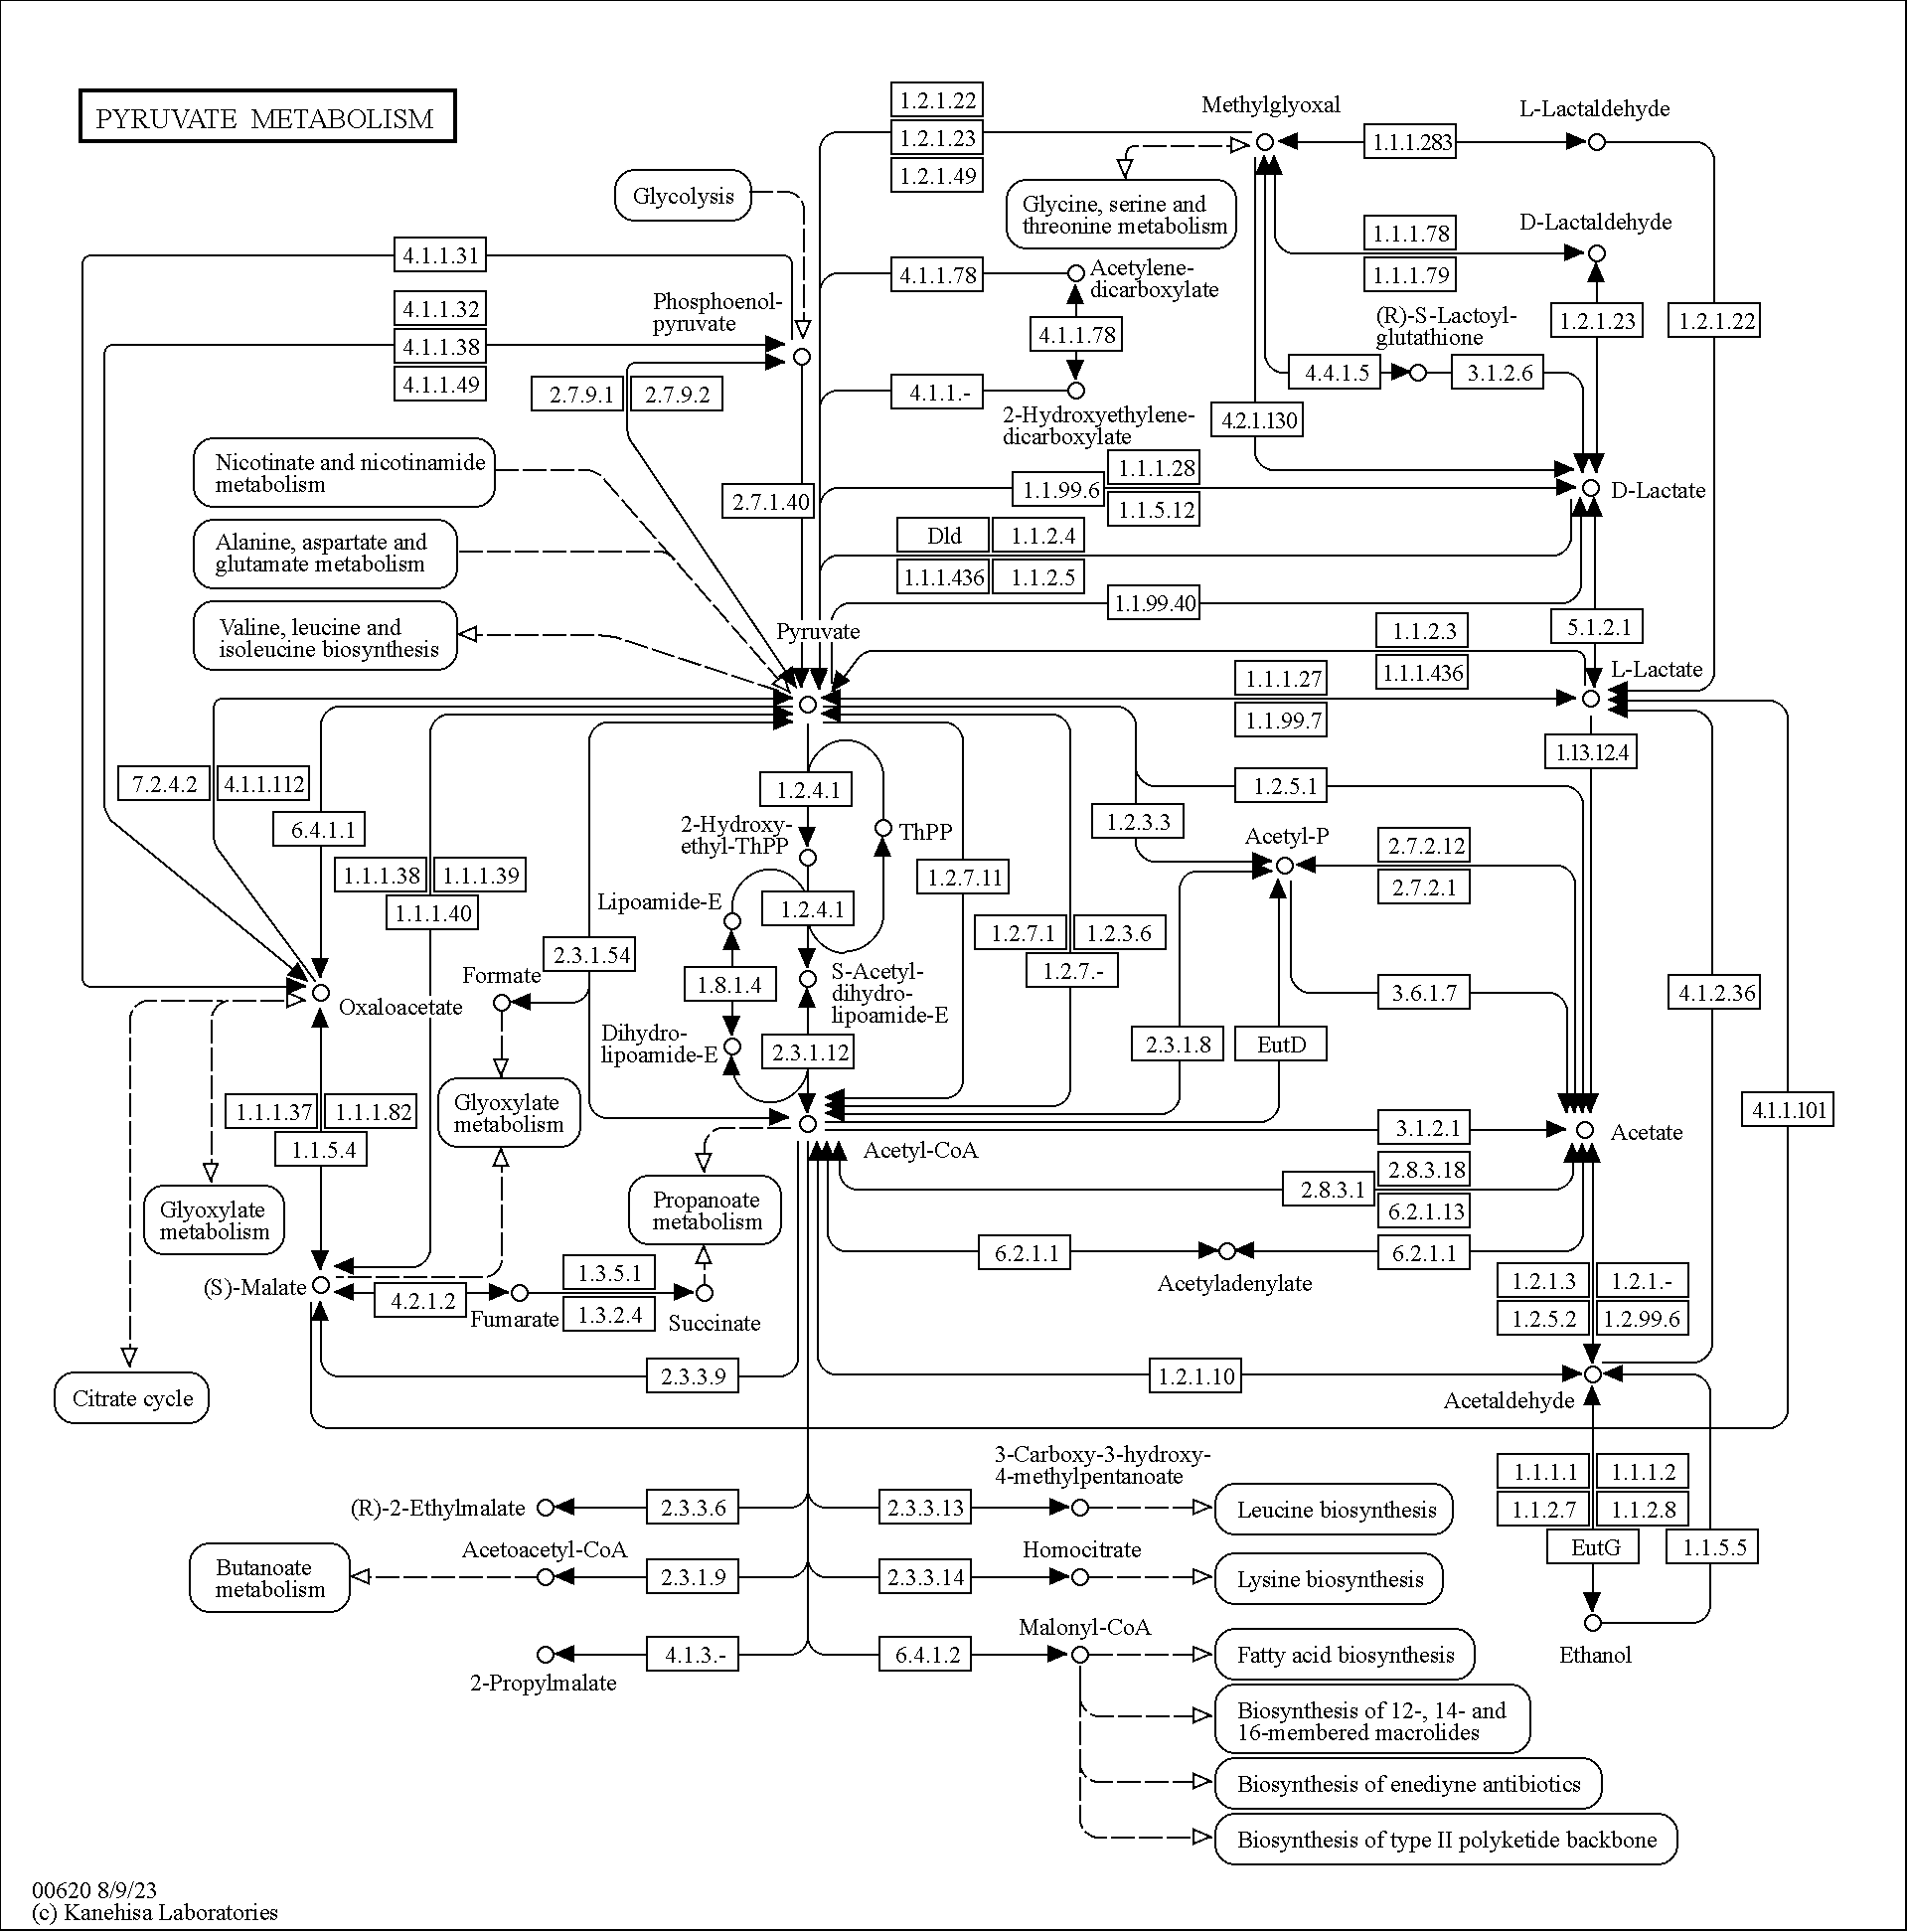 PYRUVATE METABOLISM
1.2.1.22
1.2.1.23
1.2.1.49
Methylglyoxal
1.1.1.283
L-Lactaldehyde
Glycolysis
Glycine, serine and
threonine metabolism
1.1.1.78
1.1.1.79
D-Lactaldehyde
4.1.1.31
4.1.1.78
Acetylene-
dicarboxylate
Phosphoenol-
pyruvate
4.1.1.32
4.1.1.38
4.1.1.49
4.1.1.78
(R)-S-Lactoyl-
glutathione
1.2.1.23
1.2.1.22
2.7.9.1
2.7.9.2
4.1.1.-
4.4.1.5
3.1.2.6
2-Hydroxyethylene-
dicarboxylate
4.2.1.130
Nicotinate and nicotinamide
metabolism
2.7.1.40
1.1.99.6
1.1.1.28
1.1.5.12
D-Lactate
Alanine, aspartate and
glutamate metabolism
Dld
1.1.2.4
1.1.1.436
1.1.2.5
1.1.99.40
Valine, leucine and
isoleucine biosynthesis
Pyruvate
1.1.2.3
1.1.1.436
5.1.2.1
1.1.1.27
1.1.99.7
L-Lactate
1.13.12.4
7.2.4.2
4.1.1.112
6.4.1.1
1.2.4.1
1.2.5.1
2-Hydroxy-
ethyl-ThPP
ThPP
1.2.3.3
Acetyl-P
2.7.2.12
2.7.2.1
1.1.1.38
1.1.1.39
1.1.1.40
1.2.7.11
Lipoamide-E
1.2.4.1
1.2.7.1
1.2.3.6
1.2.7.-
2.3.1.54
Formate
1.8.1.4
S-Acetyl-
dihydro-
lipoamide-E
3.6.1.7
4.1.2.36
Oxaloacetate
Dihydro-
lipoamide-E
2.3.1.12
2.3.1.8
EutD
1.1.1.37
1.1.1.82
1.1.5.4
Glyoxylate
metabolism
4.1.1.101
Acetyl-CoA
3.1.2.1
Acetate
Glyoxylate
metabolism
Propanoate
metabolism
2.8.3.1
2.8.3.18
6.2.1.13
6.2.1.1
6.2.1.1
Acetyladenylate
(S)-Malate
4.2.1.2
Fumarate
1.3.5.1
1.3.2.4
Succinate
1.2.1.3
1.2.1.-
1.2.5.2
1.2.99.6
Citrate cycle
2.3.3.9
1.2.1.10
Acetaldehyde
3-Carboxy-3-hydroxy-
4-methylpentanoate
1.1.1.1
1.1.1.2
1.1.2.7
1.1.2.8
(R)-2-Ethylmalate
2.3.3.6
2.3.3.13
Leucine biosynthesis
EutG
1.1.5.5
Butanoate
metabolism
Acetoacetyl-CoA
2.3.1.9
2.3.3.14
Homocitrate
Lysine biosynthesis
Malonyl-CoA
2-Propylmalate
4.1.3.-
6.4.1.2
Fatty acid biosynthesis
Ethanol
Biosynthesis of 12-, 14- and
16-membered macrolides
Biosynthesis of enediyne antibiotics
Biosynthesis of type II polyketide backbone
00620 8/9/23
(c) Kanehisa Laboratories